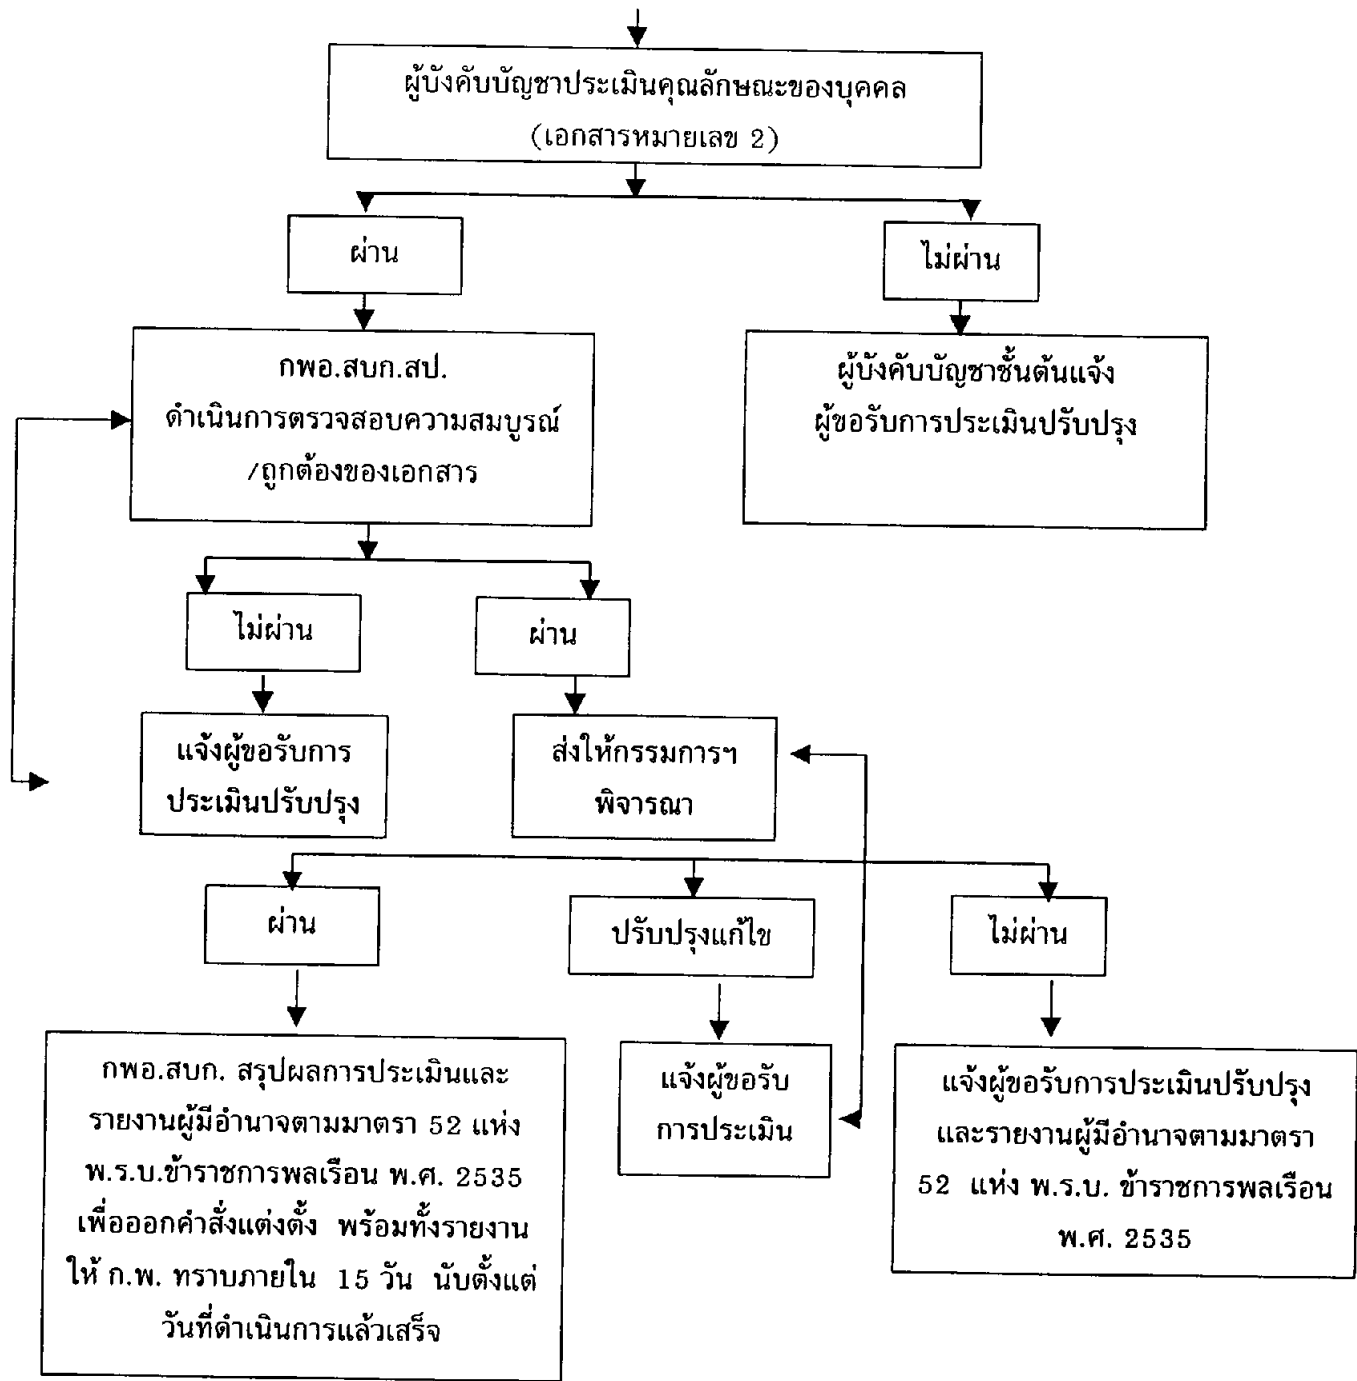 ผู้บังคับบัญชาประเมินคุณลักษณะของบุคคล
(เอกสารหมายเลข 2)
ผ่าน
ไม่ผ่าน
กพอ.สบก.สป.
ดำเนินการตรวจสอบความสมบูรณ์
/ถูกต้องของเอกสาร
ผู้บังคับบัญชาชั้นต้นแจ้ง
ผู้ขอรับการประเมินปรับปรุง
ไม่ผ่าน
ผ่าน
แจ้งผู้ขอรับการ
ประเมินปรับปรุง
ส่งให้กรรมการฯ
พิจารณา
ผ่าน
ปรับปรุงแก้ไข
ไม่ผ่าน
กพอ.สบก. สรุปผลการประเมินและ
รายงานผู้มีอำนาจตามมาตรา 52 แห่ง
พ.ร.บ.ข้าราชการพลเรือน พ.ศ. 2535
เพื่อออกคำสั่งแต่งตั้ง พร้อมทั้งรายงาน
ให้ ก.พ. ทราบภายใน 15 วัน นับตั้งแต่
วันที่ดำเนินการแล้วเสร็จ
แจ้งผู้ขอรับ
การประเมิน
แจ้งผู้ขอรับการประเมินปรับปรุง
และรายงานผู้มีอำนาจตามมาตรา
52 แห่ง พ.ร.บ. ข้าราชการพลเรือน
พ.ศ. 2535